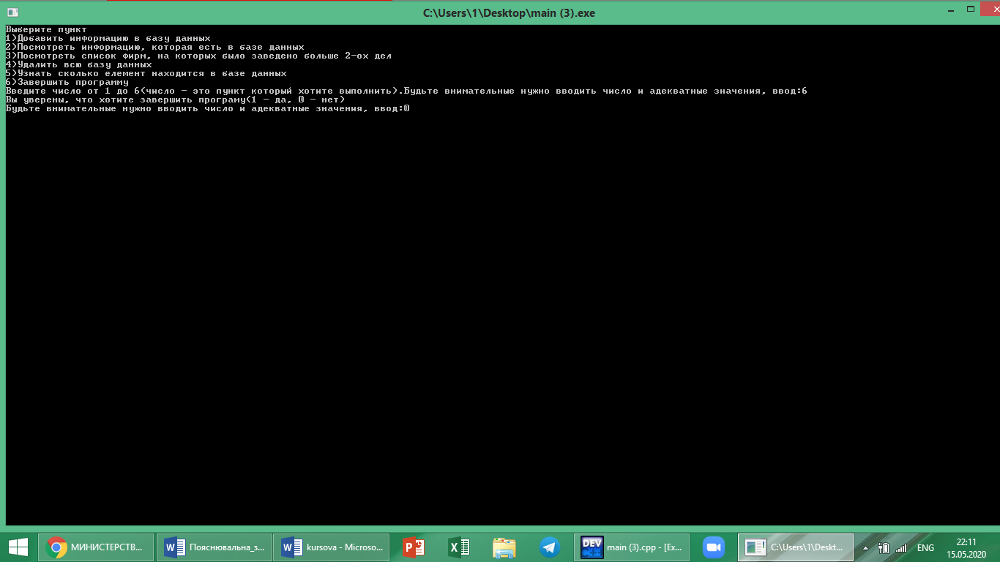 C:\Users\1\Desktop\main (3).exe
Выберите пункт
1)Добавить информацию в базу данных
2)Посмотреть информацию, которая есть в базе данных
3)Посмотреть список фирм, на которых было заведено больше 2-ох дел
4)Удалить всю базу данных
5)Узнать сколько елемент находится в базе данных
6)Завершить программу
Введите число от 1 до 6(число - это пункт который хотите выполнить).Будьте внимательные нужно вводить число и адекватные значения, ввод:6
Вы уверены, что хотите завершить програму(1 - да, 0 - нет)
Будьте внимательные нужно вводить число и адекватные значения, ввод:0
МИНИСТЕРСТВ...
Пояснювальна_з...
kursova - Microso...
main (3).cpp - [Ex...
C:\Users\1\Deskt...
ENG
22:11
15.05.2020